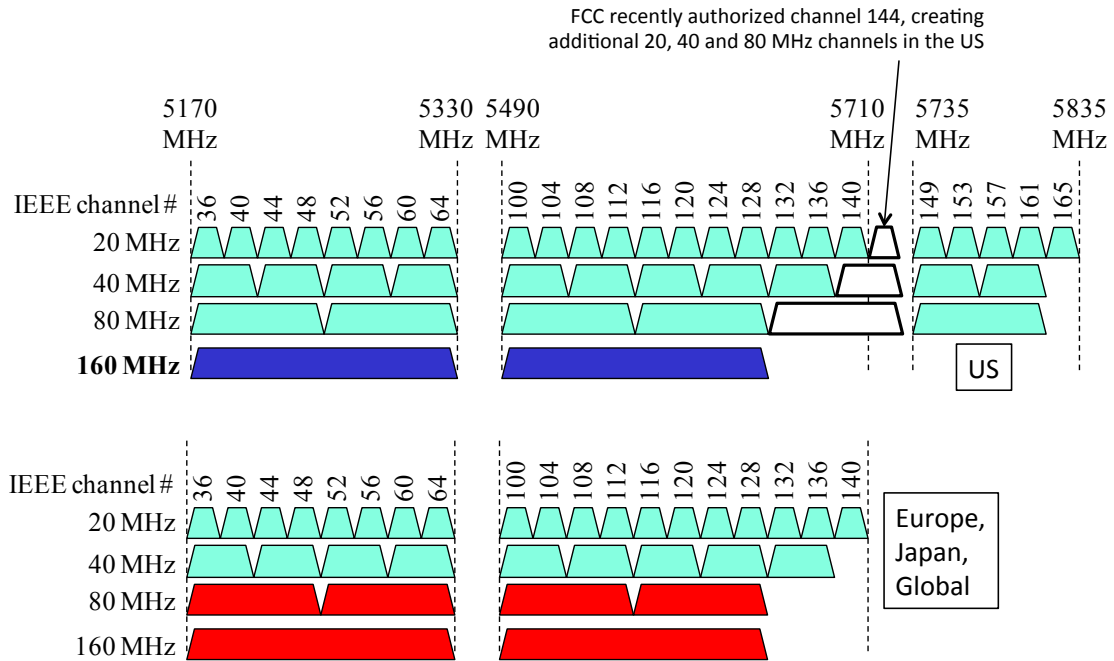 FCC recently authorized channel 144, creating
additional 20, 40 and 80 MHz channels in the US
5170 5330 5490 5710 5735 5835
MHz MHz MHz MHz MHz MHz
IEEE channel # 36 40 44 48 52 56 60 64 100 104 108 112 116 120 124 128 132 136 140 149 153 157 161 165
20 MHz
40 MHz
80 MHz
160 MHz
US
IEEE channel # 36 40 44 48 52 56 60 64 100 104 108 112 116 120 124 128 132 136 140
20 MHz
40 MHz
80 MHz
160 MHz
Europe,
Japan,
Global